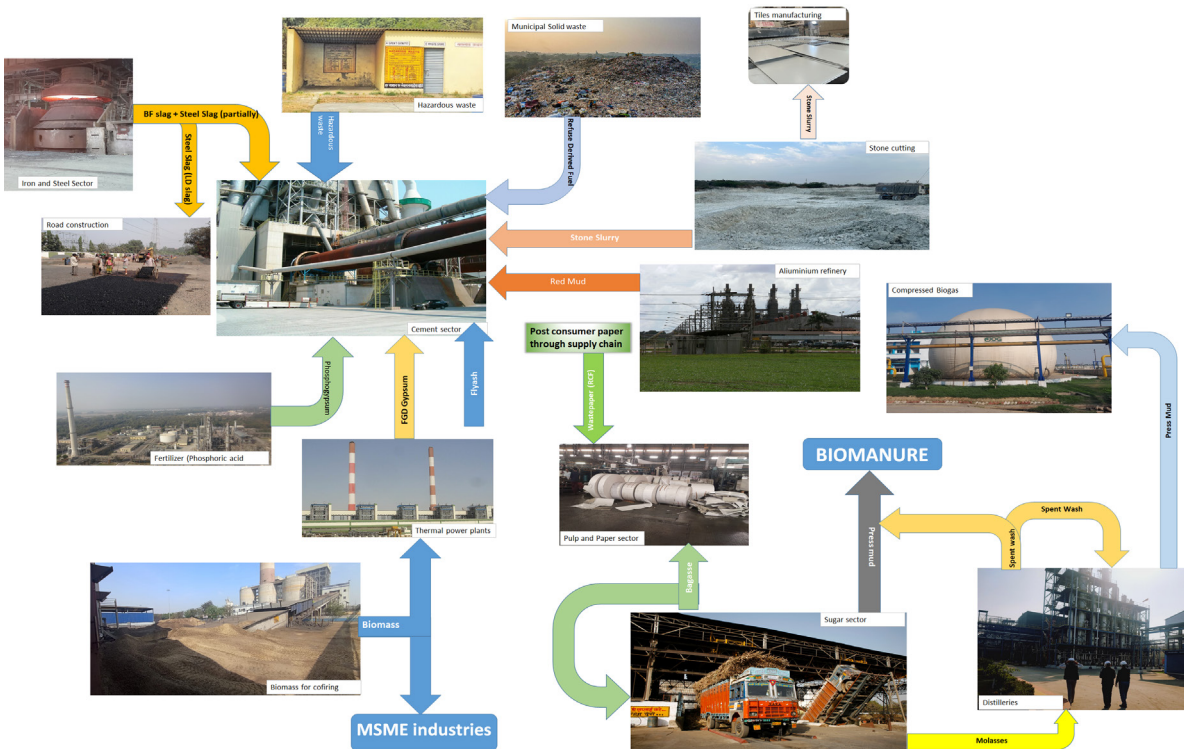 Tiles manufacturing
Municipal Solid waste
Hazardous waste
BF slag + Steel Slag (partially)
Steel Slag (LD slag)
Hazardous
waste
Refuse Derived Fuel
Stone Slurry
Stone cutting
Iron and Steel Sector
Road construction
Stone Slurry
Red Mud
Aliuminium refinery
Compressed Biogas
Cement sector
Post consumer paper
through supply chain
Phosphogypsum
FGD Gypsum
Flyash
Wastepaper (RCF)
Press Mud
Fertilizer (Phosphoric acid
BIOMANURE
Thermal power plants
Pulp and Paper sector
Press mud
Spent wash
Spent Wash
Bagasse
Biomass
Sugar sector
Biomass for cofiring
Distilleries
MSME industries
Molasses